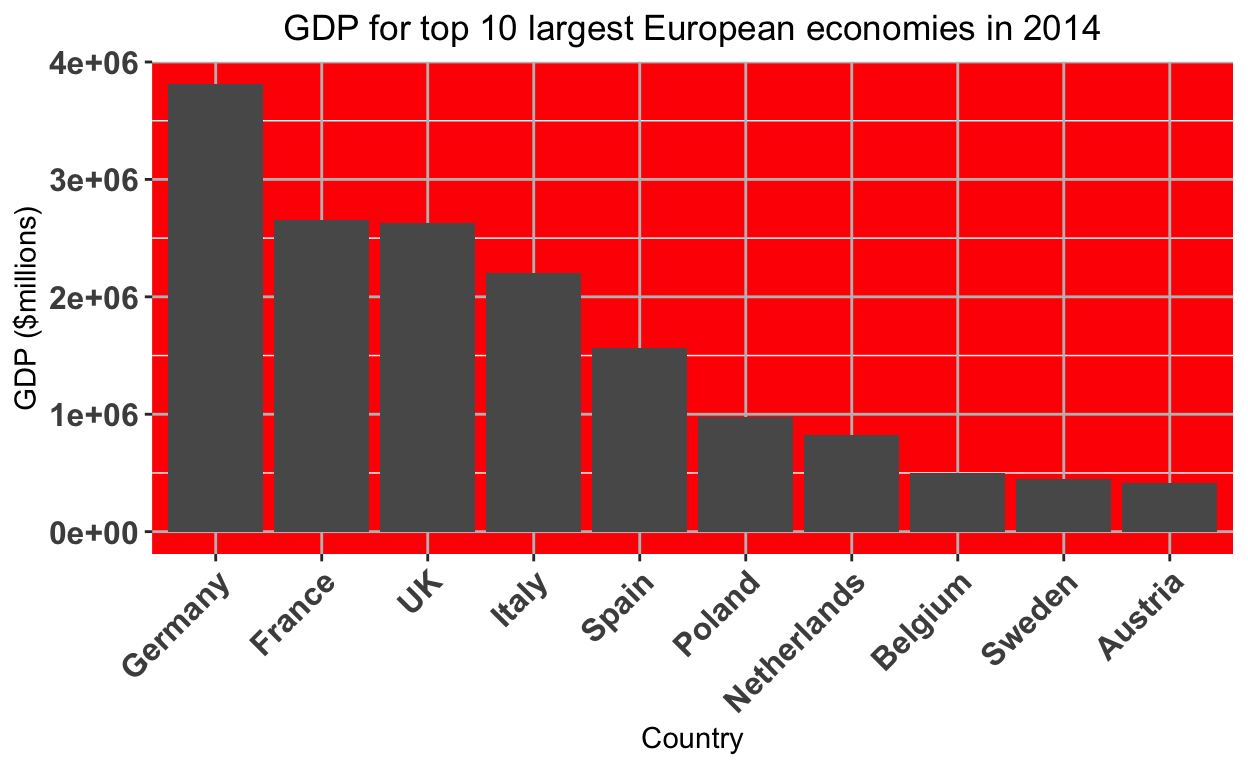 GDP for top 10 largest European economies in 2014
GDP ($millions)
4e+06
3e+06
2e+06
1e+06
0e+00
Germany
France
UK
Italy
Spain
Poland
Netherlands
Belgium
Sweden
Austria
Country